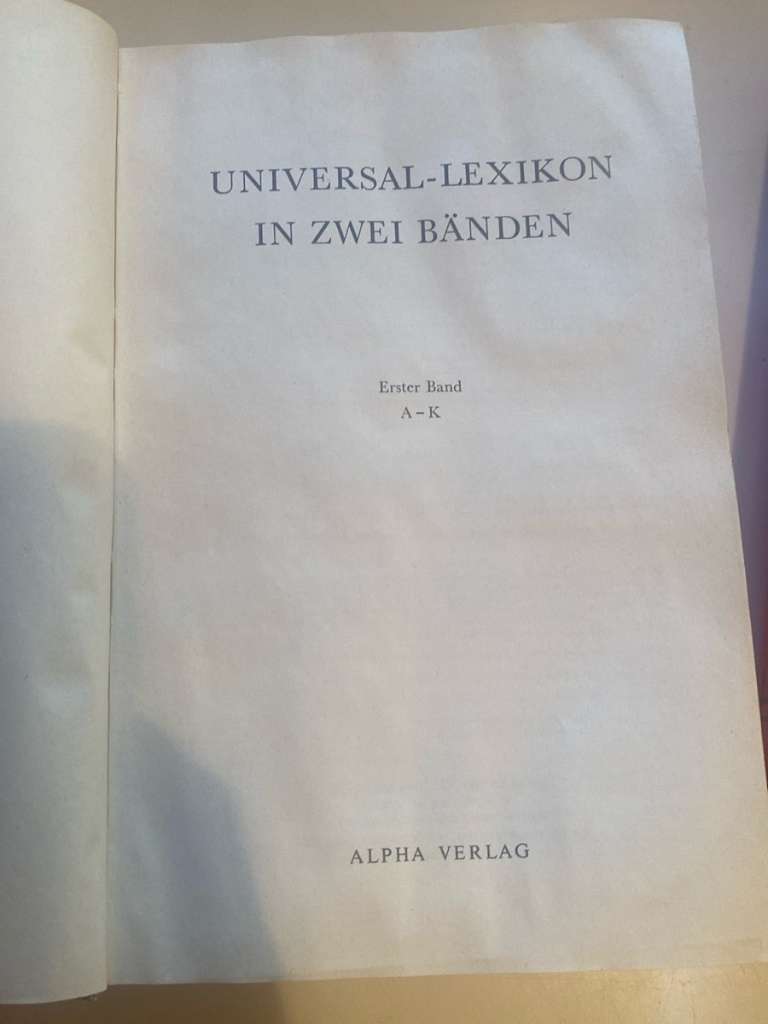 UNIVERSAL-LEXIKON
IN ZWEI BÄNDEN
Erster Band
A–K
ALPHA VERLAG